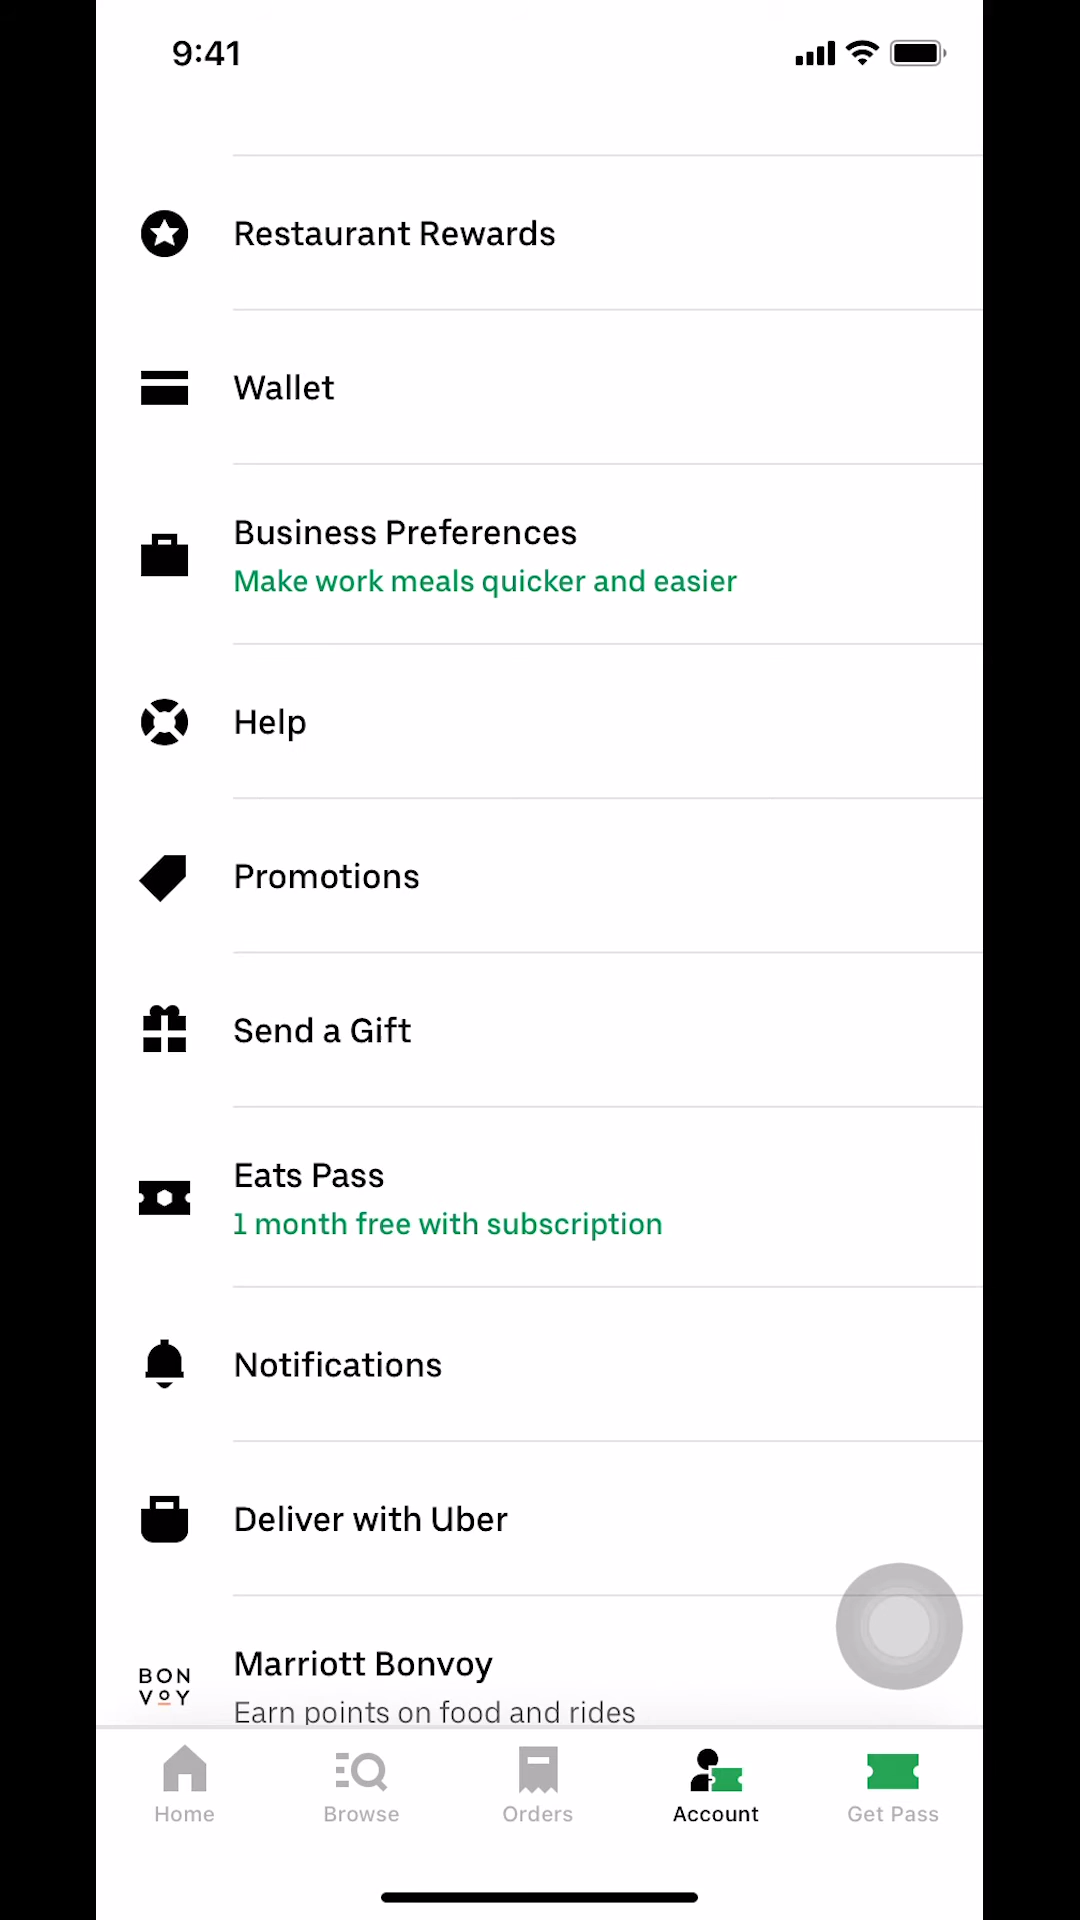 9:41
Restaurant Rewards
Wallet
Business Preferences
Make work meals quicker and easier
Help
Promotions
Send a Gift
Eats Pass
1 month free with subscription
Notifications
Deliver with Uber
BON
VOY
Marriott Bonvoy
Earn points on food and rides
Home
Browse
Orders
Account
Get Pass